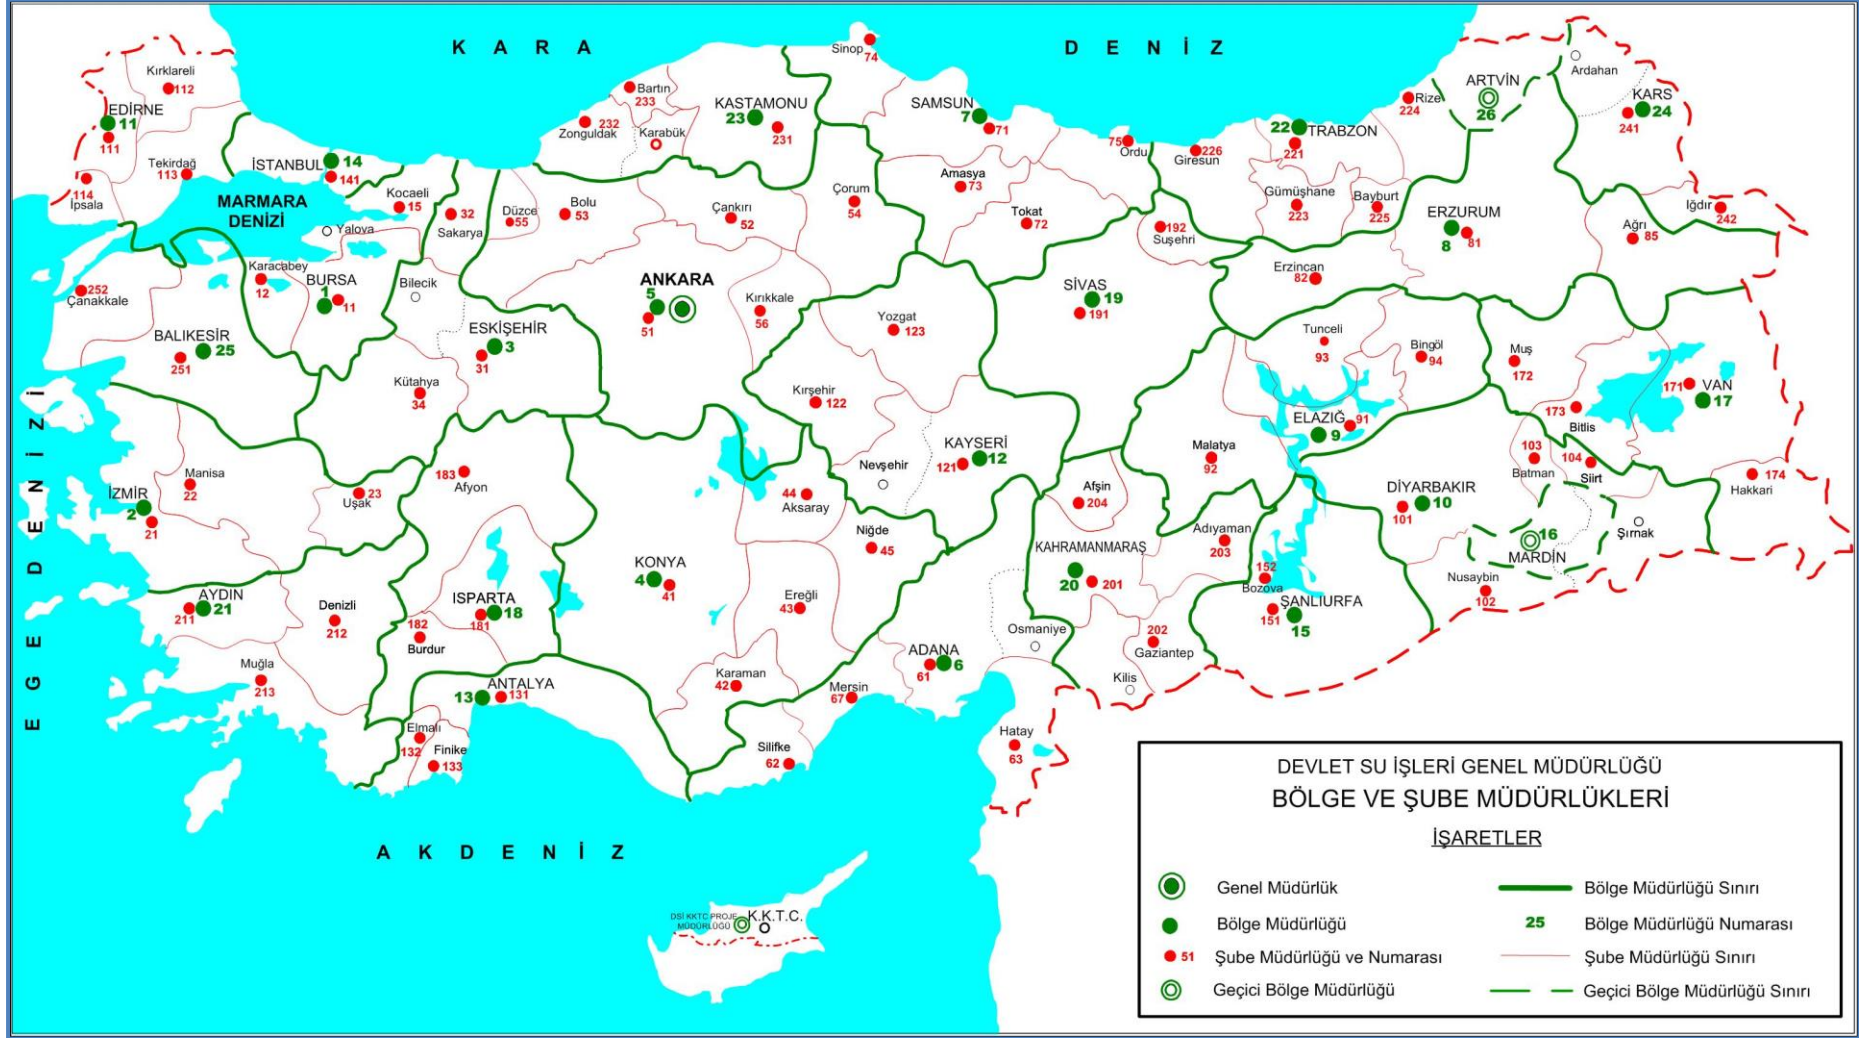 K A R A
D E N İ Z
Sinop
74
Kırklareli
112
EDİRNE
11
111
Tekirdağ
113
114
İpsala
İSTANBUL
14
141
MARMARA
DENİZİ
Kocaeli
15
Yalova
32
Sakarya
Düzce
55
Bolu
53
Bartın
233
232
Zonguldak
Karabük
KASTAMONU
23
231
SAMSUN
7
71
75
Ordu
226
Giresun
22
TRABZON
221
Rize
224
ARTVİN
26
Ardahan
KARS
24
241
Iğdır
242
Çankırı
52
Çorum
54
Amasya
73
Tokat
72
192
Suşehri
Gümüşhane
223
Bayburt
225
ERZURUM
8
81
Ağrı
85
252
Çanakkale
Karacabey
12
BURSA
1
11
Bilecik
BALIKESİR
25
251
ESKİŞEHİR
3
31
Kütahya
34
ANKARA
5
51
Kırıkkale
56
Yozgat
123
Kırşehir
122
SİVAS
19
191
Erzincan
82
Tunceli
93
Bingöl
94
Muş
172
171
VAN
17
173
Bitlis
174
Hakkari
Manisa
22
İZMİR
2
21
Uşak
23
183
Afyon
44
Aksaray
Nevşehir
KAYSERİ
121
12
Niğde
45
Afşin
204
Malatya
92
ELAZIĞ
91
9
103
Batman
104
Siirt
Şırnak
DİYARBAKIR
10
101
16
MARDİN
Nusaybin
102
Adıyaman
203
KAHRAMANMARAŞ
20
201
152
Bozova
ŞANLIURFA
151
15
202
Gaziantep
Kilis
Osmaniye
ADANA
6
61
Hatay
63
AYDIN
211
21
Denizli
212
Muğla
213
ISPARTA
18
181
182
Burdur
KONYA
4
41
Ereğli
43
Karaman
42
Mersin
67
Silifke
62
ANTALYA
13
131
Elmalı
132
Finike
133
E G E D E N İ Z İ
A K D E N İ Z
DSİ KKTC PROJE
MÜDÜRLÜĞÜ
K.K.T.C.
DEVLET SU İŞLERİ GENEL MÜDÜRLÜĞÜ
BÖLGE VE ŞUBE MÜDÜRLÜKLERİ
İŞARETLER
Genel Müdürlük
Bölge Müdürlüğü
51 Şube Müdürlüğü ve Numarası
Geçici Bölge Müdürlüğü
Bölge Müdürlüğü Sınırı
25 Bölge Müdürlüğü Numarası
Şube Müdürlüğü Sınırı
Geçici Bölge Müdürlüğü Sınırı